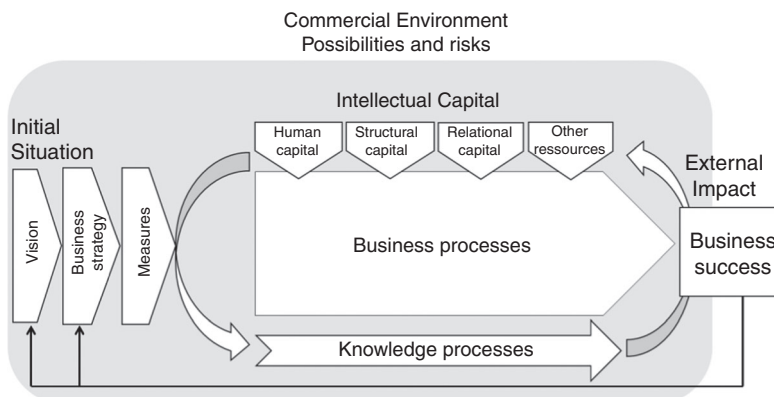 Commercial Environment
Possibilities and risks
Intellectual Capital
Initial
Situation
Human
capital
Structural
capital
Relational
capital
Other
ressources
External
Impact
Vision
Business
strategy
Measures
Business processes
Business
success
Knowledge processes